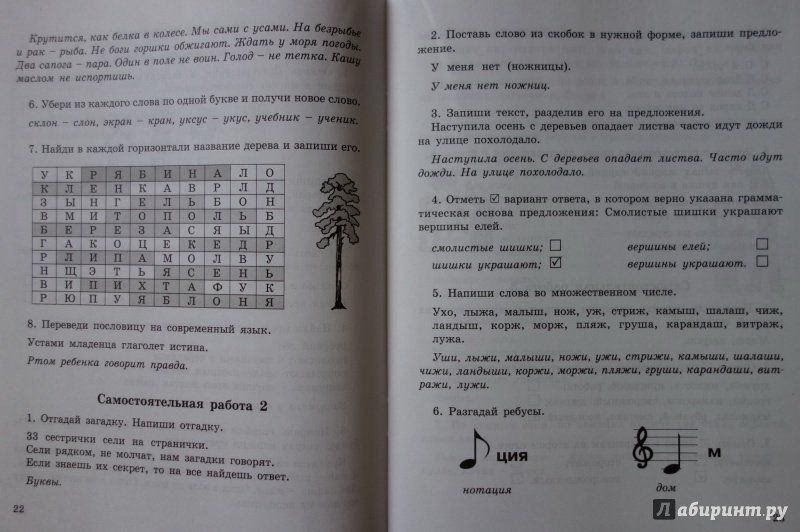 Крутится, как белка в колесе. Мы сами с усами. На безрыбье
и рак – рыба. Не боги горшки обжигают. Ждать у моря погоды.
Два сапога – пара. Один в поле не воин. Голод – не тетка. Кашу
маслом не испортишь.
6. Убери из каждого слова по одной букве и получи новое слово.
склон – слон, экран – кран, уксус – укус, учебник – ученик.
7. Найди в каждой горизонтали название дерева и запиши его.
У К Р Я Б И Н А Л О
К Л Е Н К А В Р Л Д
З Ы Н Г Е Л Ь Б О Н
В М И Т О П О Л Ь Б
Б Е Р Е З А С Я Ы Д
Г А К О Ц Е К Е Д Р
Р Л И П А М О Л В У
Н Щ Э Т Ь Я С Е Н Ь
В И П И Х Т А Ф У К
Р Ю П У Я Б Л О Н Я
8. Переведи пословицу на современный язык.
Устами младенца глаголет истина.
Ртом ребенка говорит правда.
Самостоятельная работа 2
1. Отгадай загадку. Напиши отгадку.
33 сестрички сели на странички.
Сели рядком, не молчат, нам загадки говорят.
Если знаешь их секрет, то на все найдешь ответ.
Буквы.
22
2. Поставь слово из скобок в нужной форме, запиши предло-
жение.
У меня нет (ножницы).
У меня нет ножниц.
3. Запиши текст, разделив его на предложения.
Наступила осень с деревьев опадает листва часто идут дожди
на улице похолодало.
Наступила осень. С деревьев опадает листва. Часто идут
дожди. На улице похолодало.
4. Отметь ☑ вариант ответа, в котором верно указана грамма-
тическая основа предложения: Смолистые шишки украшают
вершины елей.
смолистые шишки; ☐ вершины елей; ☐
шишки украшают; ☑ вершины украшают. ☐
5. Напиши слова во множественном числе.
Ухо, лыжа, малыш, нож, уж, стриж, камыш, шалаш, чиж,
ландыш, корж, морж, пляж, груша, карандаш, витраж,
лужа.
Уши, лыжи, малыши, ножи, ужи, стрижи, камыши, шалаши,
чижи, ландыши, коржи, моржи, пляжи, груши, карандаши, вит-
ражи, лужи.
6. Разгадай ребусы.
ция м
нотация дом
Лабиринт.ру